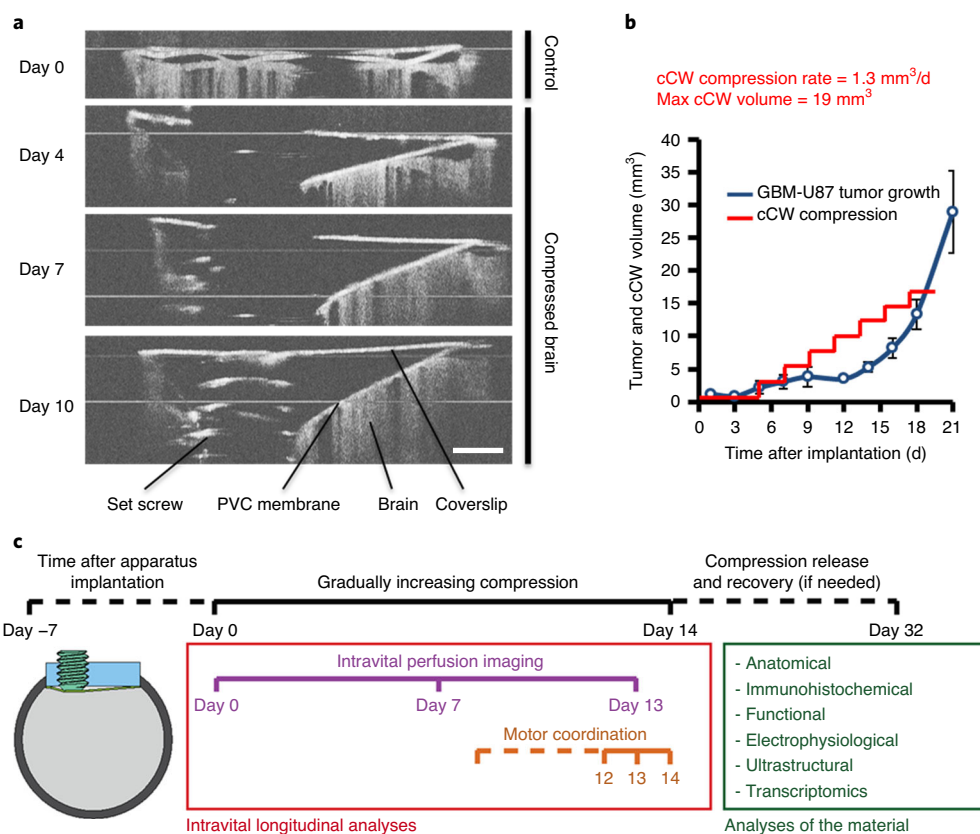 a
Day 0
Control
Day 4
Day 7
Compressed brain
Day 10
Set screw
PVC membrane
Brain
Coverslip
b
cCW compression rate = 1.3 mm³/d
Max cCW volume = 19 mm³
Tumor and cCW volume (mm³)
40
35
30
25
20
15
10
5
0
GBM-U87 tumor growth
cCW compression
0 3 6 9 12 15 18 21
Time after implantation (d)
c
Time after apparatus
implantation
Gradually increasing compression
Compression release
and recovery (if needed)
Day −7
Day 0
Day 14
Day 32
Intravital perfusion imaging
Day 0
Day 7
Day 13
Motor coordination
12 13 14
Intravital longitudinal analyses
- Anatomical
- Immunohistochemical
- Functional
- Electrophysiological
- Ultrastructural
- Transcriptomics
Analyses of the material